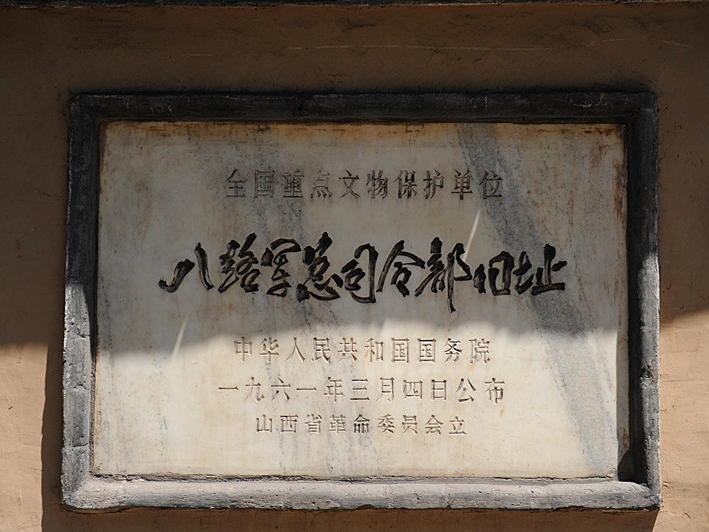 全国重点文物保护单位
八路军总司令部旧址
中华人民共和国国务院
一九六一年三月四日公布
山西省革命委员会立